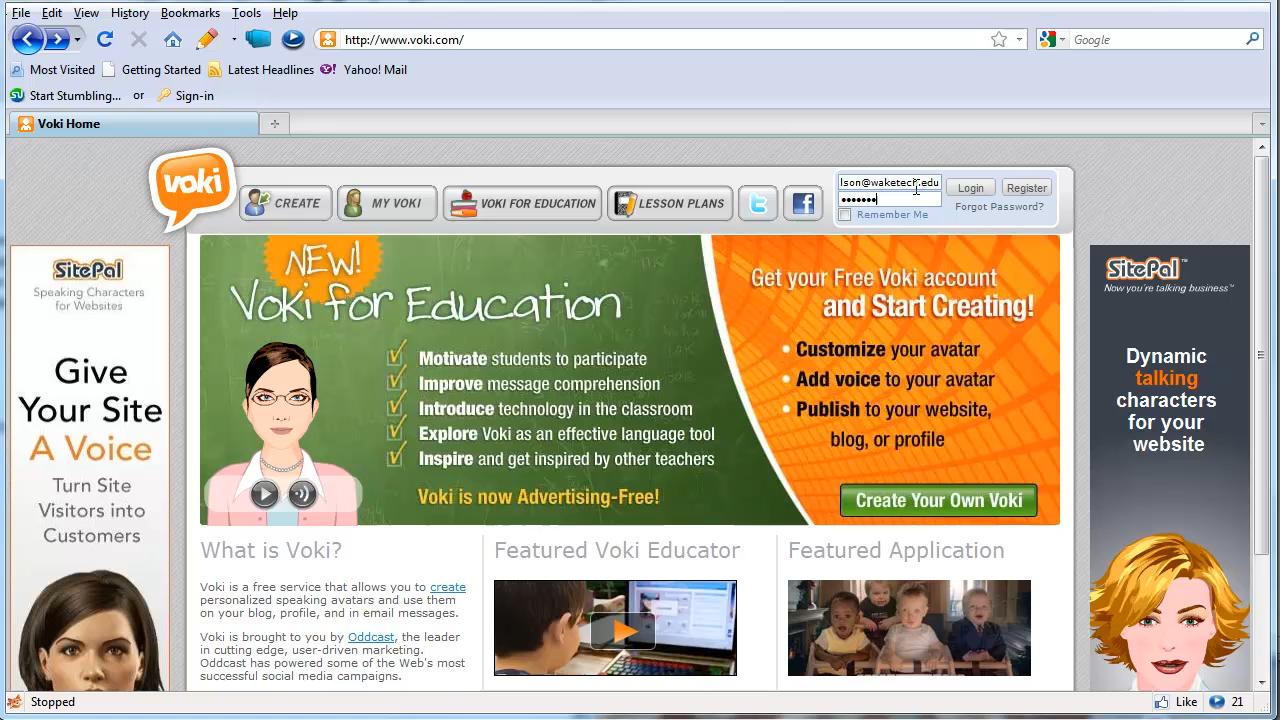 File Edit View History Bookmarks Tools Help
http://www.voki.com/
Google
Most Visited Getting Started Latest Headlines Yahoo! Mail
Start Stumbling... or Sign-in
Voki Home
voki
CREATE MY VOKI VOKI FOR EDUCATION LESSON PLANS
lson@waketech.edu
Login Register
Remember Me
Forgot Password?
SitePal
Speaking Characters
for Websites
Give
Your Site
A Voice
Turn Site
Visitors into
Customers
NEW!
Voki for Education
Motivate students to participate
Improve message comprehension
Introduce technology in the classroom
Explore Voki as an effective language tool
Inspire and get inspired by other teachers
Voki is now Advertising-Free!
Get your Free Voki account
and Start Creating!
• Customize your avatar
• Add voice to your avatar
• Publish to your website,
blog, or profile
Create Your Own Voki
SitePal™
Now you're talking business™
Dynamic
talking
characters
for your
website
What is Voki?
Voki is a free service that allows you to create
personalized speaking avatars and use them
on your blog, profile, and in email messages.
Voki is brought to you by Oddcast, the leader
in cutting edge, user-driven marketing.
Oddcast has powered some of the Web's most
successful social media campaigns.
Featured Voki Educator
Featured Application
Stopped
Like 21